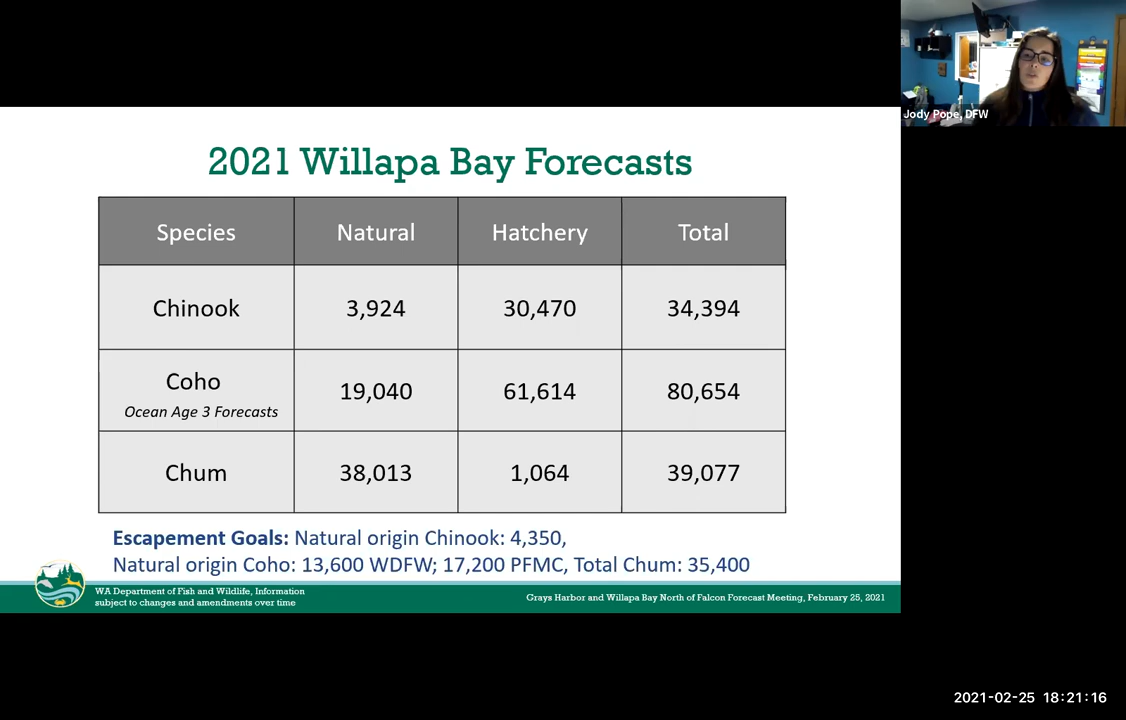 Jody Pope, DFW
2021 Willapa Bay Forecasts
Species Natural Hatchery Total
Chinook 3,924 30,470 34,394
Coho 19,040 61,614 80,654
Ocean Age 3 Forecasts
Chum 38,013 1,064 39,077
Escapement Goals: Natural origin Chinook: 4,350,
Natural origin Coho: 13,600 WDFW; 17,200 PFMC, Total Chum: 35,400
WA Department of Fish and Wildlife, Information
subject to changes and amendments over time
Grays Harbor and Willapa Bay North of Falcon Forecast Meeting, February 25, 2021
2021-02-25 18:21:16